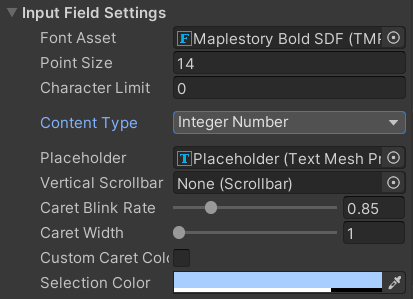 Input Field Settings
Font Asset F Maplestory Bold SDF (TMP
Point Size 14
Character Limit 0
Content Type Integer Number
Placeholder T Placeholder (Text Mesh Pr
Vertical Scrollbar None (Scrollbar)
Caret Blink Rate 0.85
Caret Width 1
Custom Caret Colo
Selection Color